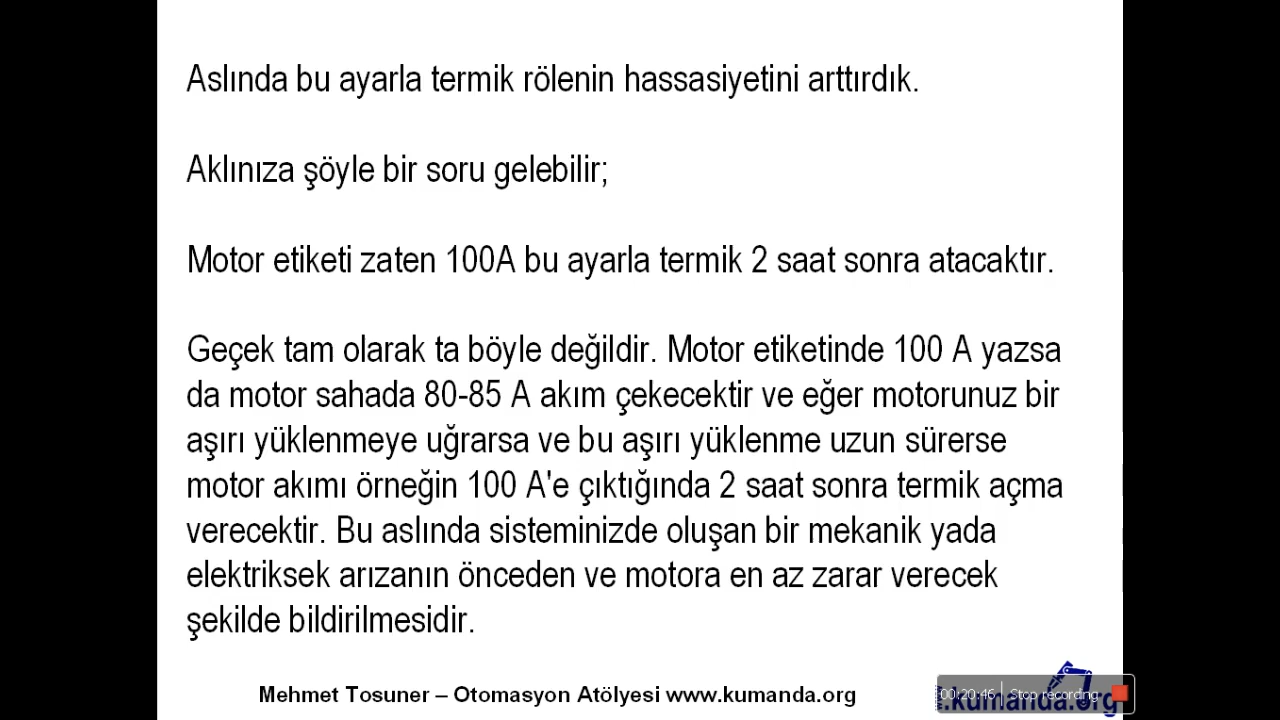 Aslında bu ayarla termik rölenin hassasiyetini arttırdık.
Aklınıza şöyle bir soru gelebilir;
Motor etiketi zaten 100A bu ayarla termik 2 saat sonra atacaktır.
Geçek tam olarak ta böyle değildir. Motor etiketinde 100 A yazsa
da motor sahada 80-85 A akım çekecektir ve eğer motorunuz bir
aşırı yüklenmeye uğrarsa ve bu aşırı yüklenme uzun sürerse
motor akımı örneğin 100 A'e çıktığında 2 saat sonra termik açma
verecektir. Bu aslında sisteminizde oluşan bir mekanik yada
elektriksek arızanın önceden ve motora en az zarar verecek
şekilde bildirilmesidir.
Mehmet Tosuner – Otomasyon Atölyesi www.kumanda.org
.kumanda.org
00:20:46 Stop recording